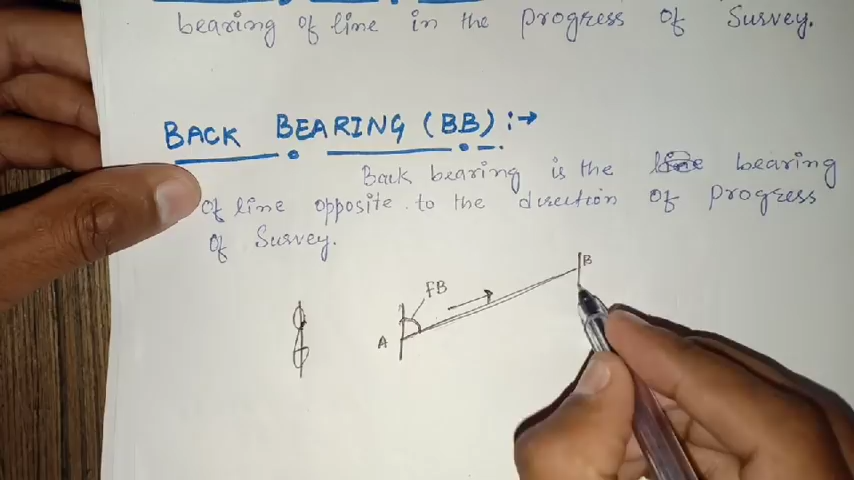 bearing of line in the Progress of Survey.
BACK BEARING (BB) :→
Back bearing is the bearing
of line opposite to the direction of progress
of Survey.
FB
B
A